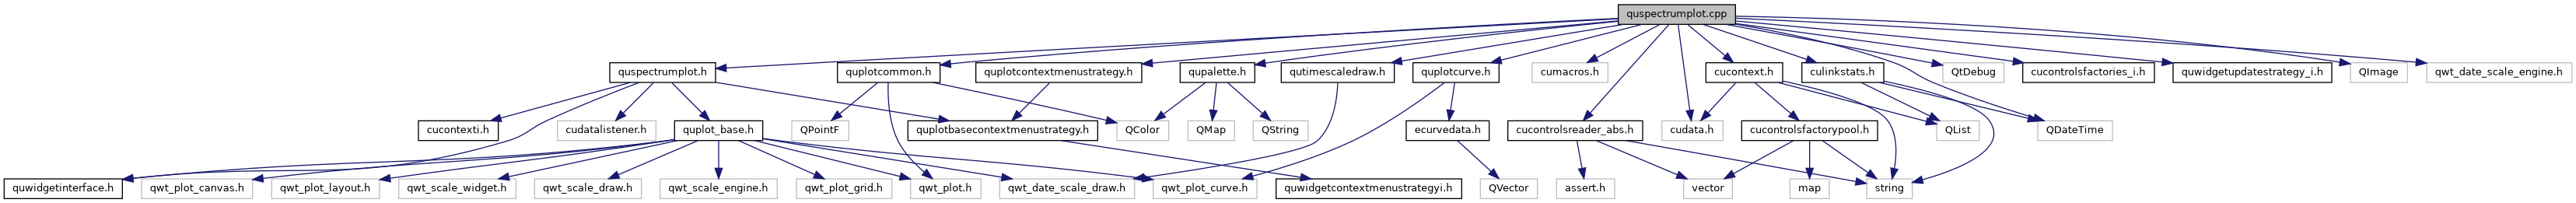 quspectrumplot.cpp
quspectrumplot.h
quplotcommon.h
quplotcontextmenustrategy.h
qupalette.h
qutimescaledraw.h
quplotcurve.h
cumacros.h
cucontext.h
culinkstats.h
QtDebug
cucontrolsfactories_i.h
quwidgetupdatestrategy_i.h
QImage
qwt_date_scale_engine.h
cucontexti.h
cudatalistener.h
quplot_base.h
QPointF
quplotbasecontextmenustrategy.h
QColor
QMap
QString
ecurvedata.h
cucontrolsreader_abs.h
cudata.h
cucontrolsfactorypool.h
QList
QDateTime
quwidgetinterface.h
qwt_plot_canvas.h
qwt_plot_layout.h
qwt_scale_widget.h
qwt_scale_draw.h
qwt_scale_engine.h
qwt_plot_grid.h
qwt_plot.h
qwt_date_scale_draw.h
qwt_plot_curve.h
quwidgetcontextmenustrategyi.h
QVector
assert.h
vector
map
string